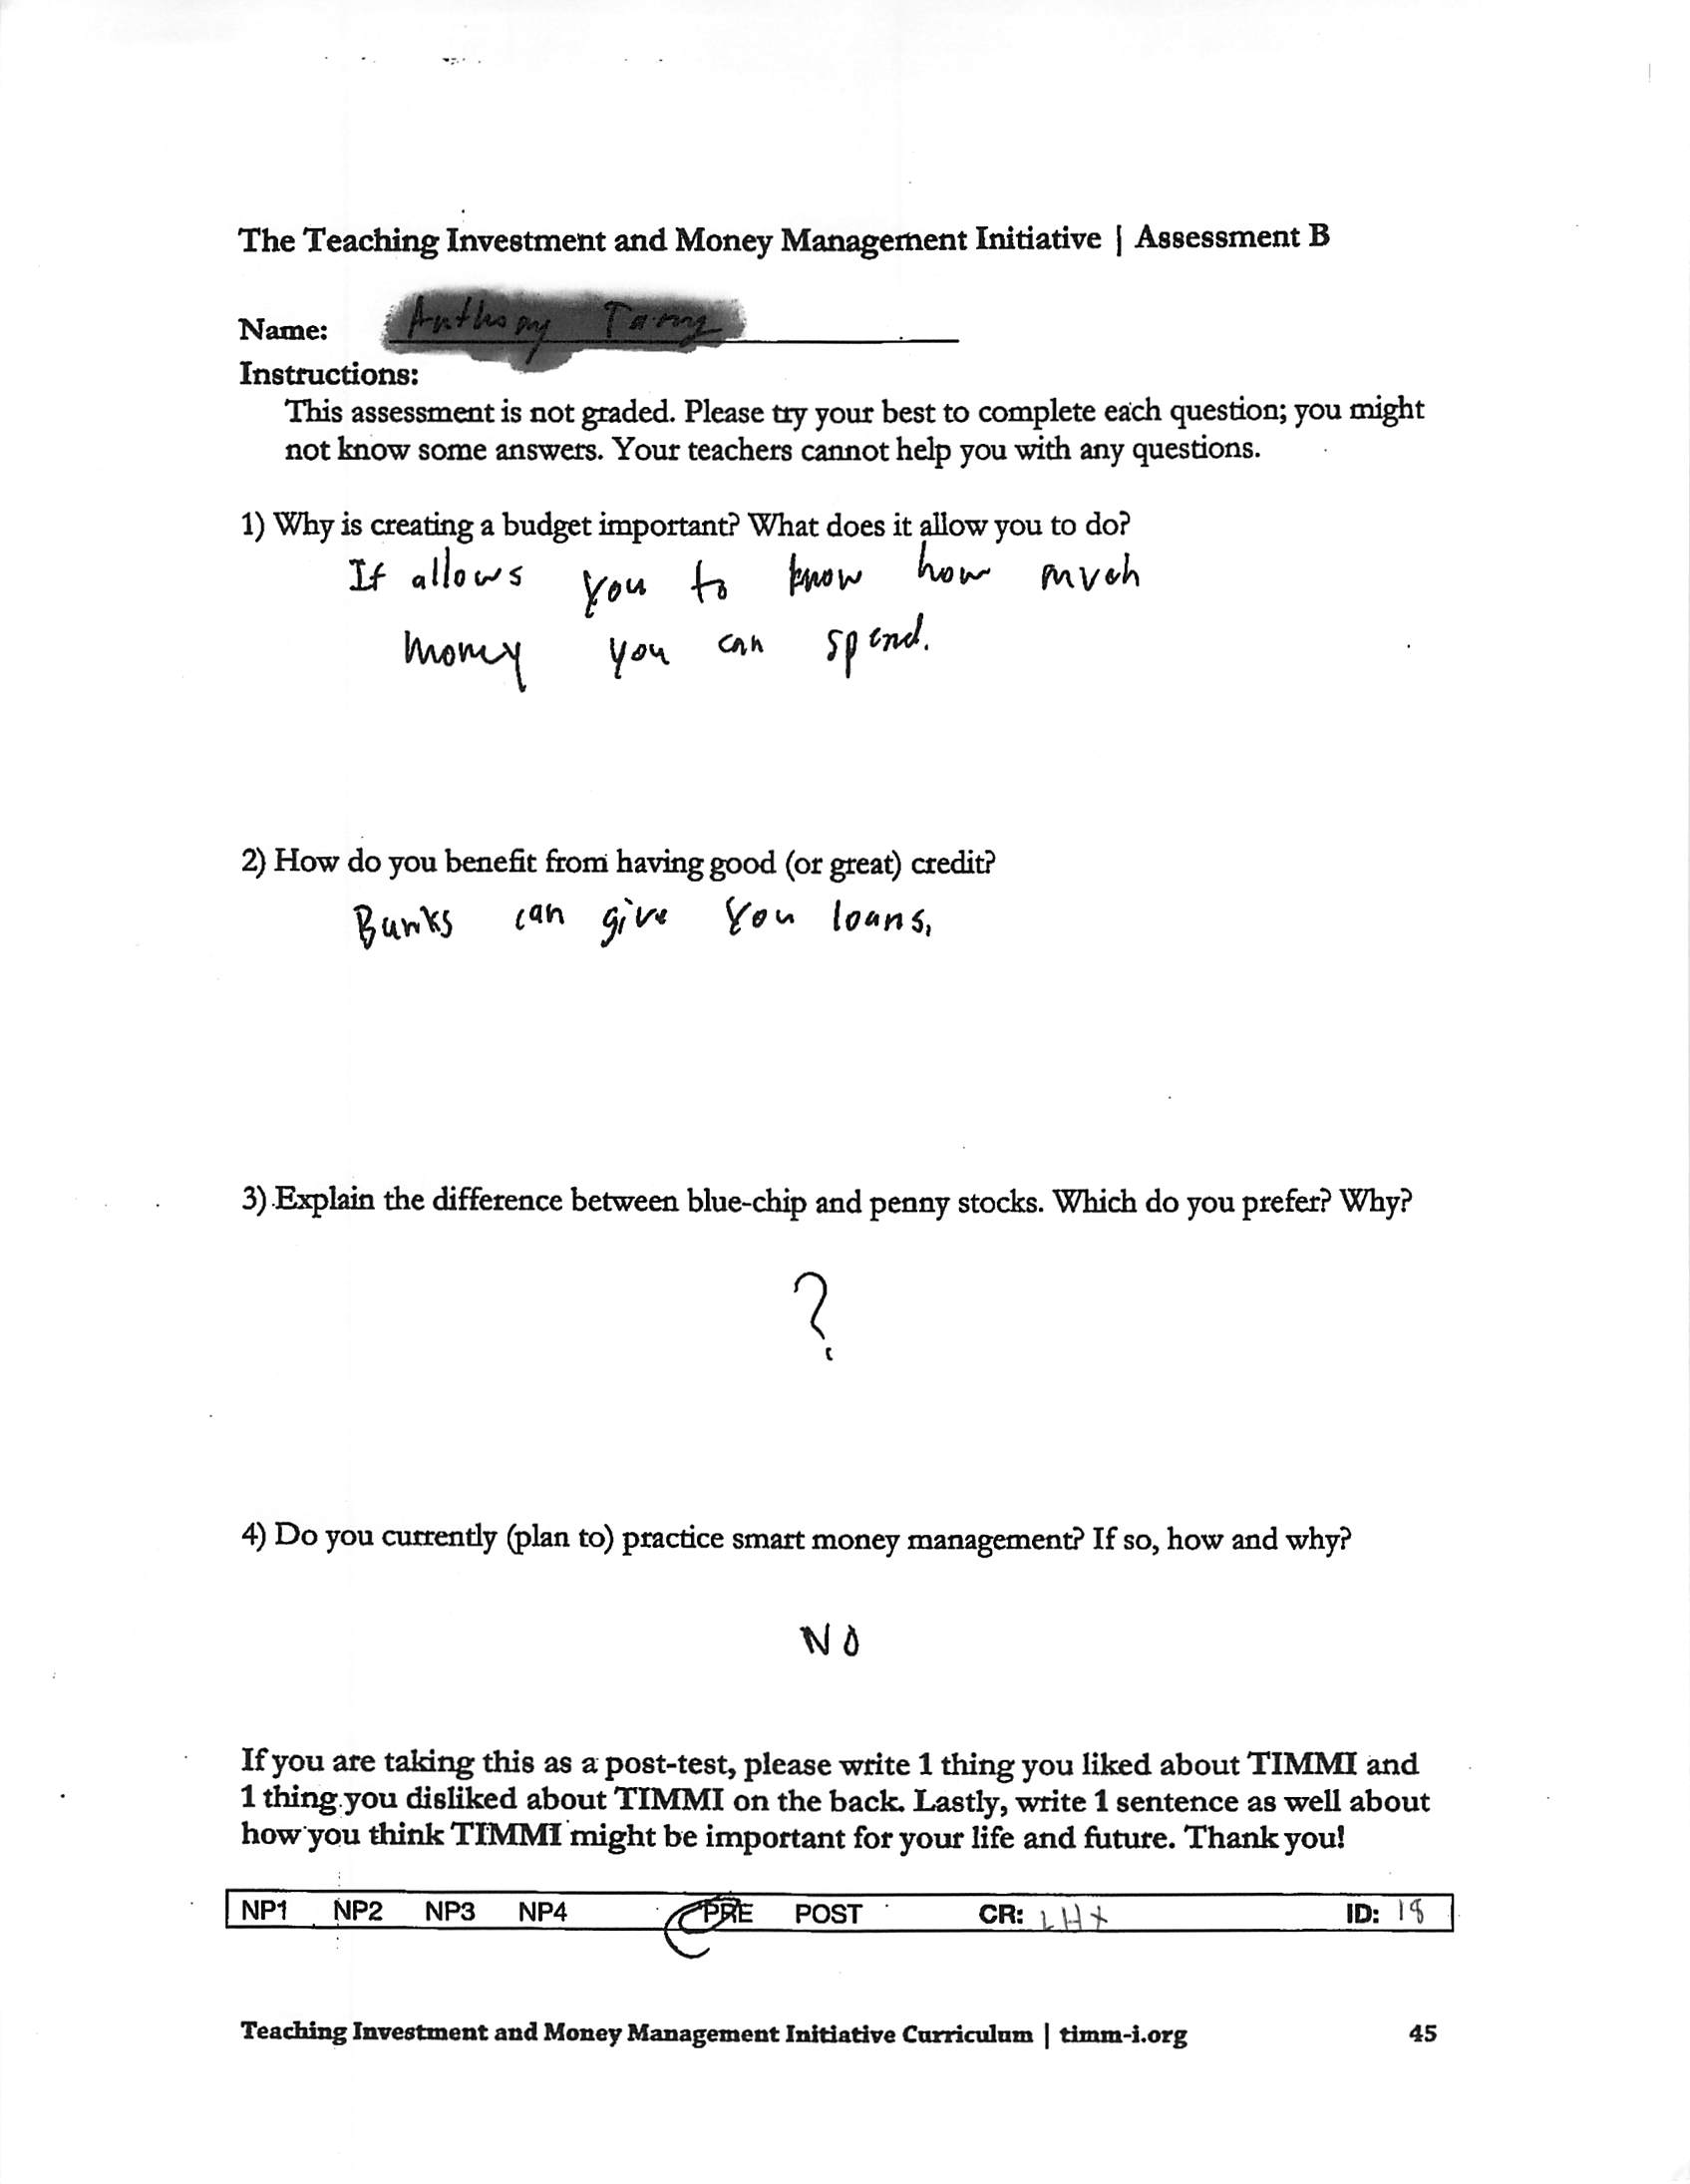 The Teaching Investment and Money Management Initiative | Assessment B
Name: Anthony
Instructions:
This assessment is not graded. Please try your best to complete each question; you might
not know some answers. Your teachers cannot help you with any questions.
1) Why is creating a budget important? What does it allow you to do?
It allows you to know how much
money you can spend.
2) How do you benefit from having good (or great) credit?
Banks can give you loans.
3) Explain the difference between blue-chip and penny stocks. Which do you prefer? Why?
?
4) Do you currently (plan to) practice smart money management? If so, how and why?
NO
If you are taking this as a post-test, please write 1 thing you liked about TIMMI and
1 thing you disliked about TIMMI on the back. Lastly, write 1 sentence as well about
how you think TIMMI might be important for your life and future. Thank you!
NP1 NP2 NP3 NP4 PRE POST CR: ID: 18
Teaching Investment and Money Management Initiative Curriculum | timm-i.org 45